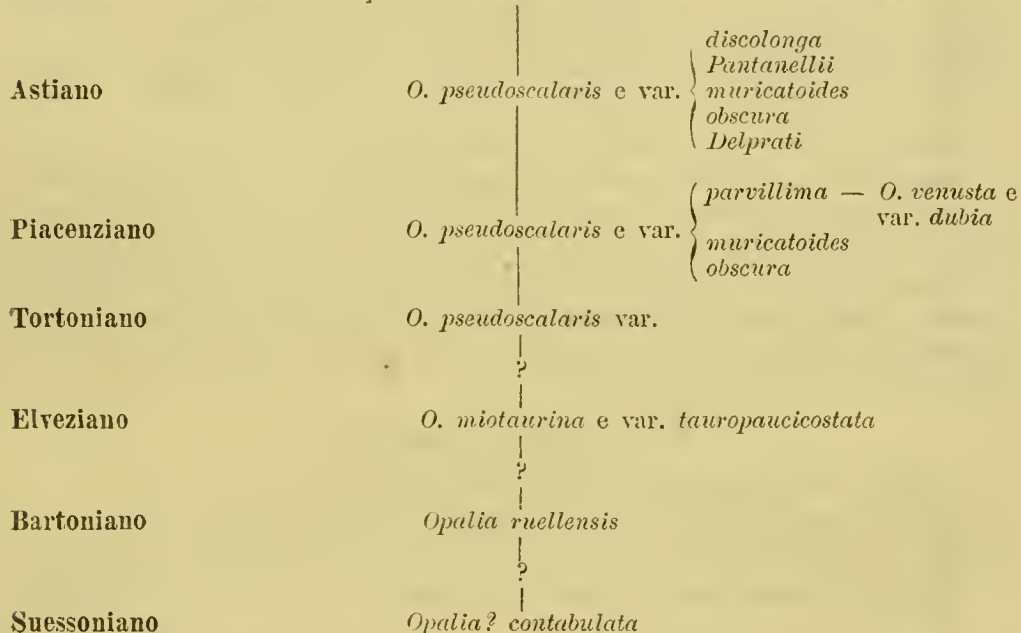 discolonga
Pantanellii
Astiano O. pseudoscalaris e var. muricatoides
obscura
Delprati
parvillima — O. venusta e
var. dubia
Piacenziano O. pseudoscalaris e var.
muricatoides
obscura
Tortoniano O. pseudoscalaris var.
?
Elveziano O. miotaurina e var. tauropaucicostata
?
Bartoniano Opalia ruellensis
?
Suessoniano Opalia? contabulata